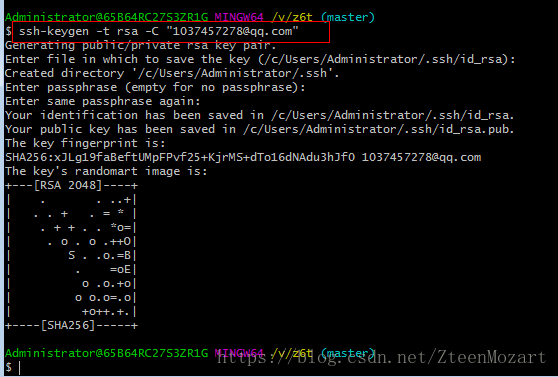 Administrator@65B64RC27S3ZR1G MINGW64 /v/z6t (master)
$ ssh-keygen -t rsa -C "1037457278@qq.com"
Generating public/private rsa key pair.
Enter file in which to save the key (/c/Users/Administrator/.ssh/id_rsa):
Created directory '/c/Users/Administrator/.ssh'.
Enter passphrase (empty for no passphrase):
Enter same passphrase again:
Your identification has been saved in /c/Users/Administrator/.ssh/id_rsa.
Your public key has been saved in /c/Users/Administrator/.ssh/id_rsa.pub.
The key fingerprint is:
SHA256:xJLg19faBeftUMpFPvf25+KjrMS+dTo16dNAdu3hJf0 1037457278@qq.com
The key's randomart image is:
+---[RSA 2048]----+
|    .       . ..+|
|   . . +   . = * |
|    . + + . . *o=|
|     . o . o .++O|
|        S . .o.=B|
|         .    =oE|
|          o .o.+o|
|         o o.o=.o|
|          +o++.+.|
+----[SHA256]-----+
Administrator@65B64RC27S3ZR1G MINGW64 /v/z6t (master)
$
https://blog.csdn.net/ZteenMozart